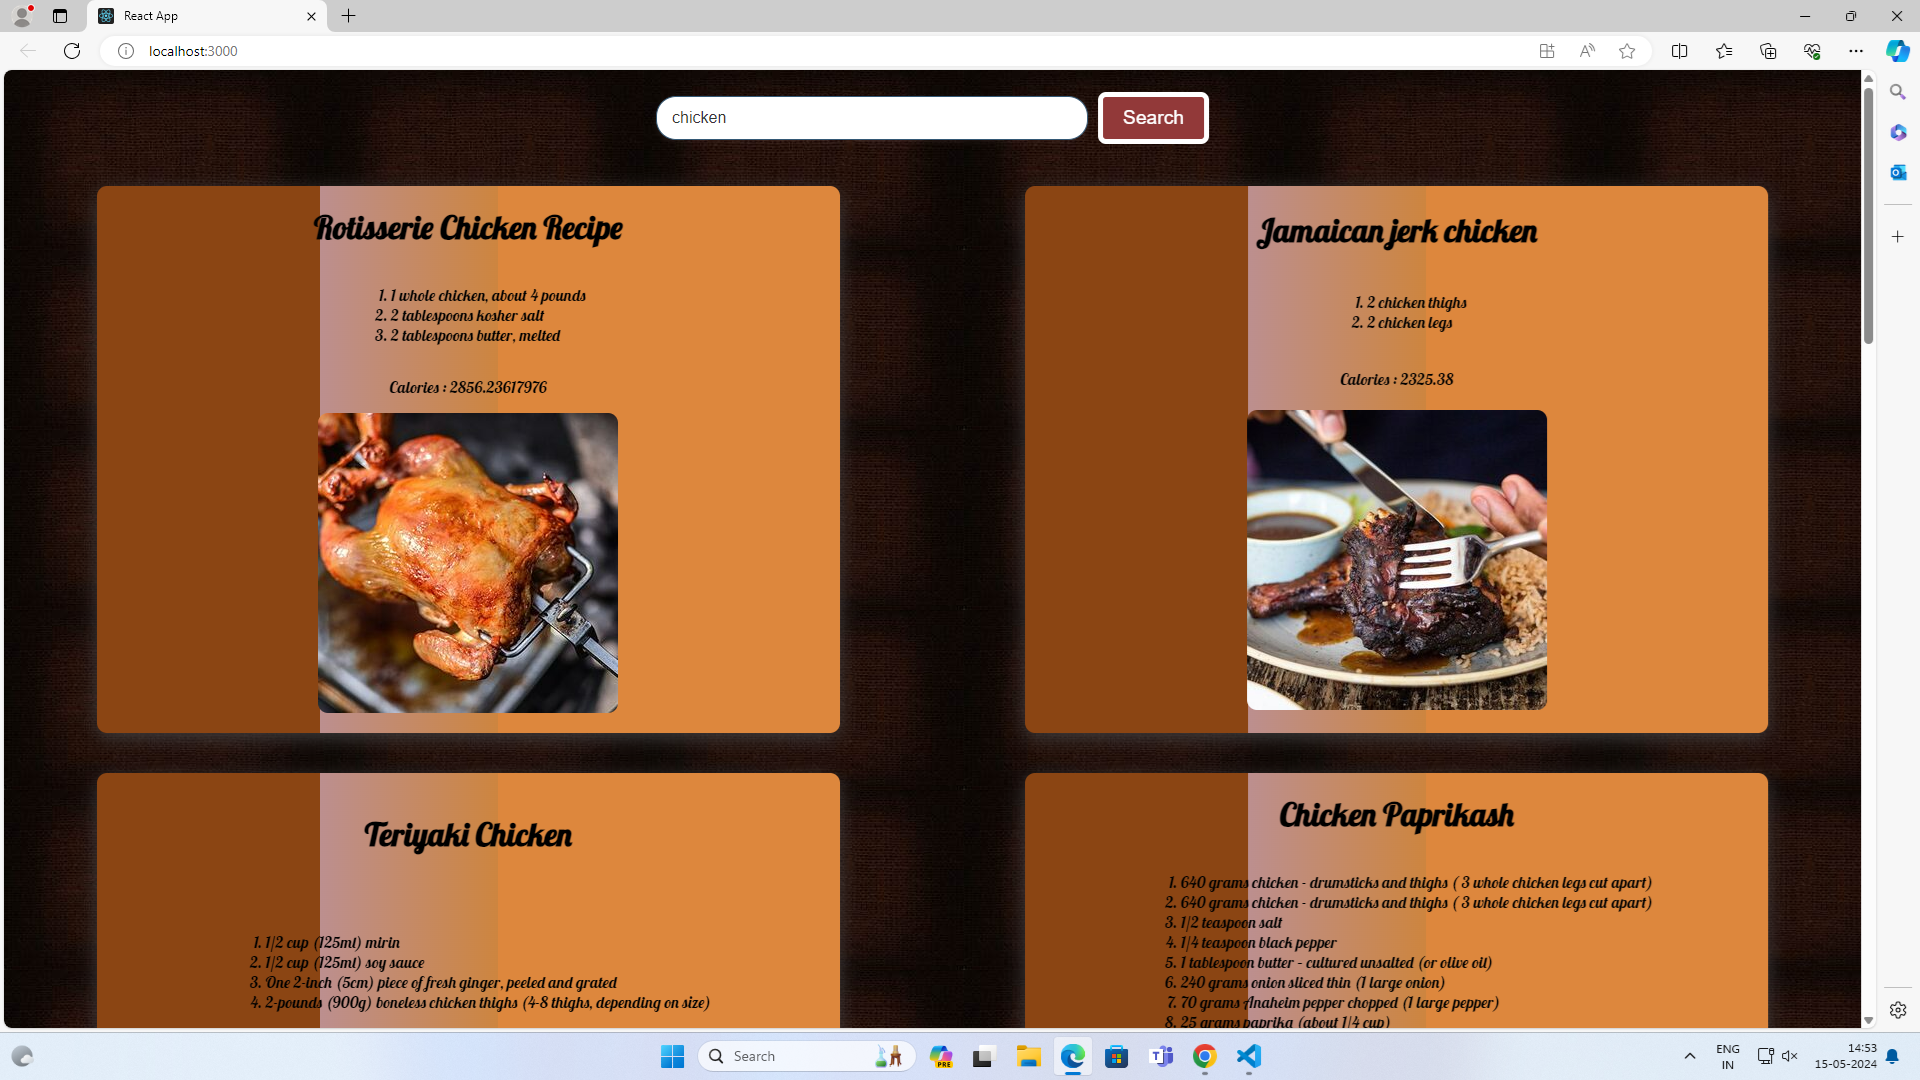 React App
localhost:3000
chicken
Search
Rotisserie Chicken Recipe
1. 1 whole chicken, about 4 pounds
2. 2 tablespoons kosher salt
3. 2 tablespoons butter, melted
Calories : 2856.23617976
Jamaican jerk chicken
1. 2 chicken thighs
2. 2 chicken legs
Calories : 2325.38
Teriyaki Chicken
1. 1/2 cup (125ml) mirin
2. 1/2 cup (125ml) soy sauce
3. One 2-inch (5cm) piece of fresh ginger, peeled and grated
4. 2-pounds (900g) boneless chicken thighs (4-8 thighs, depending on size)
Chicken Paprikash
1. 640 grams chicken - drumsticks and thighs ( 3 whole chicken legs cut apart)
2. 640 grams chicken - drumsticks and thighs ( 3 whole chicken legs cut apart)
3. 1/2 teaspoon salt
4. 1/4 teaspoon black pepper
5. 1 tablespoon butter – cultured unsalted (or olive oil)
6. 240 grams onion sliced thin (1 large onion)
7. 70 grams Anaheim pepper chopped (1 large pepper)
8. 25 grams paprika (about 1/4 cup)
Search
PRE
ENG
IN
14:53
15-05-2024